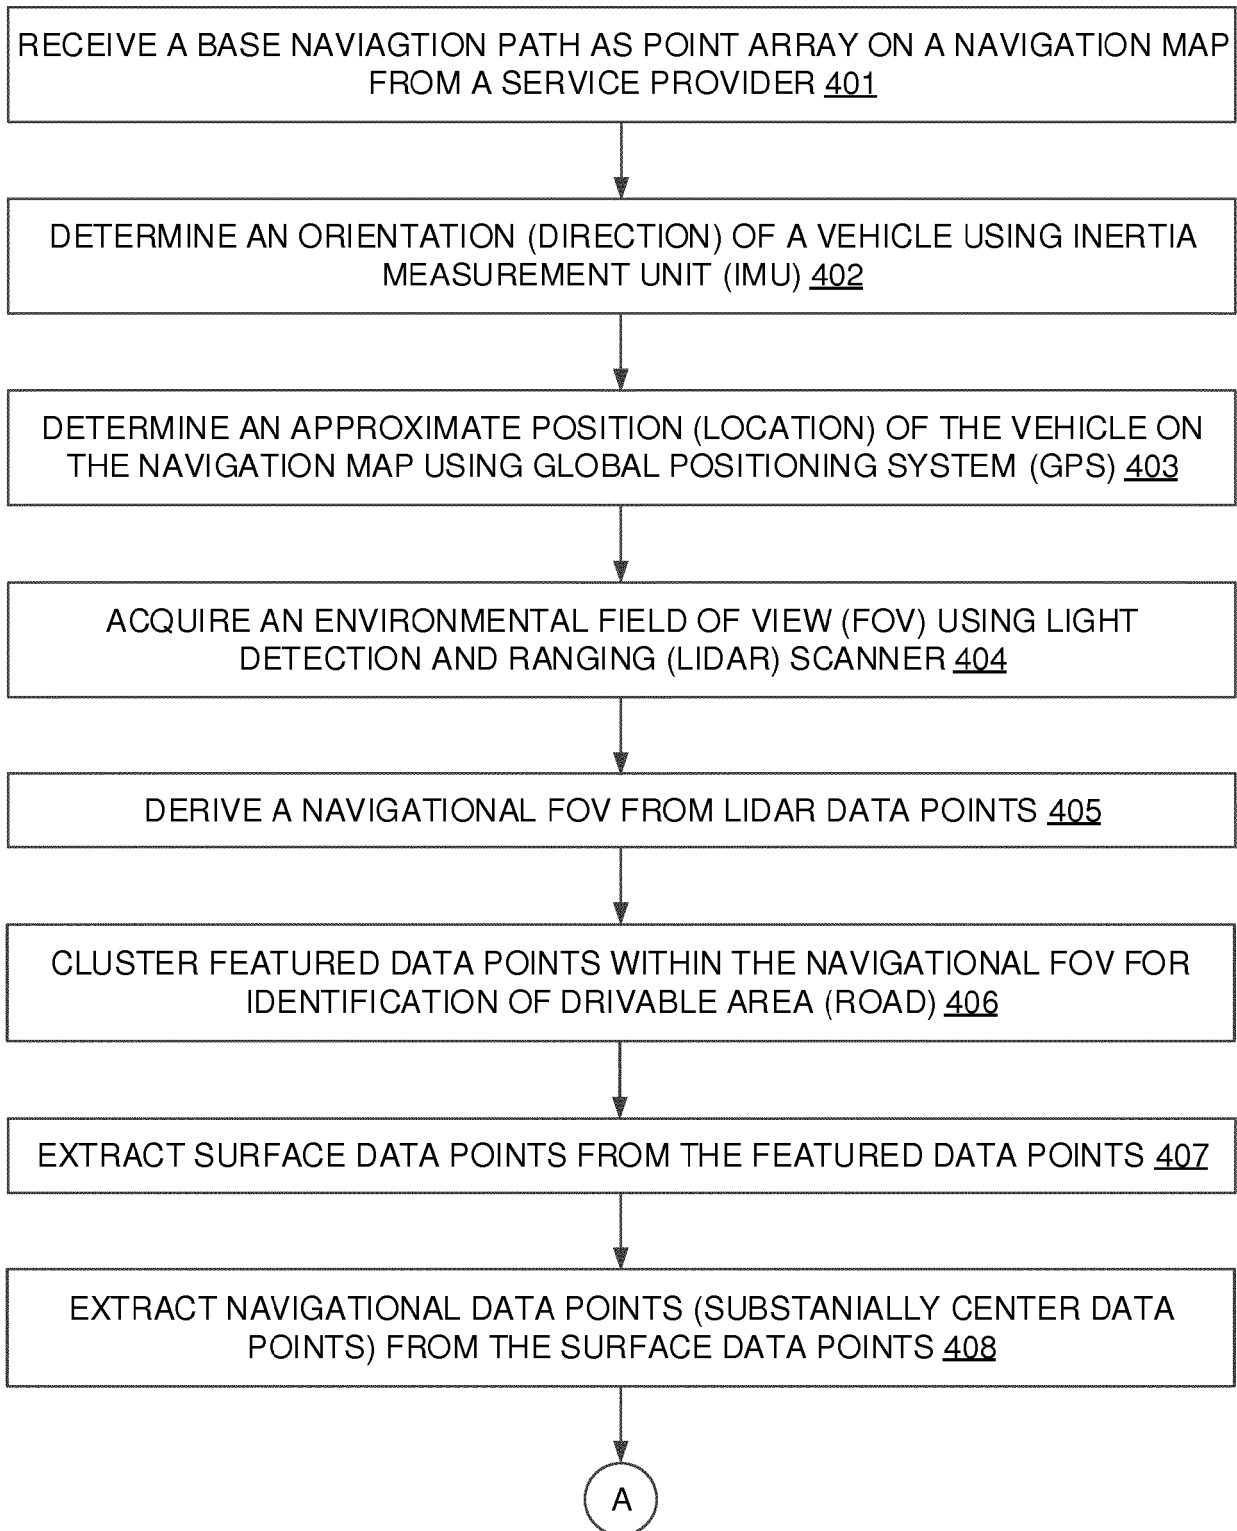 RECEIVE A BASE NAVIAGTION PATH AS POINT ARRAY ON A NAVIGATION MAP
FROM A SERVICE PROVIDER 401
DETERMINE AN ORIENTATION (DIRECTION) OF A VEHICLE USING INERTIA
MEASUREMENT UNIT (IMU) 402
DETERMINE AN APPROXIMATE POSITION (LOCATION) OF THE VEHICLE ON
THE NAVIGATION MAP USING GLOBAL POSITIONING SYSTEM (GPS) 403
ACQUIRE AN ENVIRONMENTAL FIELD OF VIEW (FOV) USING LIGHT
DETECTION AND RANGING (LIDAR) SCANNER 404
DERIVE A NAVIGATIONAL FOV FROM LIDAR DATA POINTS 405
CLUSTER FEATURED DATA POINTS WITHIN THE NAVIGATIONAL FOV FOR
IDENTIFICATION OF DRIVABLE AREA (ROAD) 406
EXTRACT SURFACE DATA POINTS FROM THE FEATURED DATA POINTS 407
EXTRACT NAVIGATIONAL DATA POINTS (SUBSTANIALLY CENTER DATA
POINTS) FROM THE SURFACE DATA POINTS 408
A